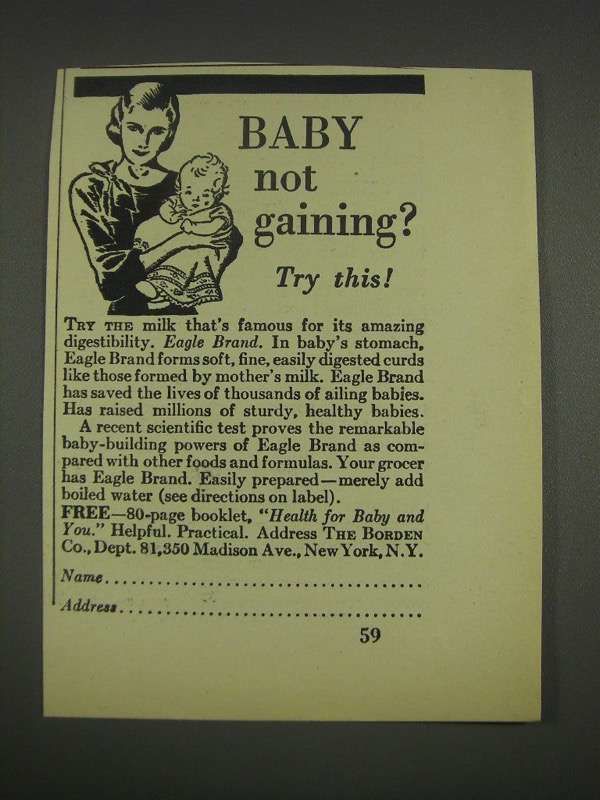 BABY
not
gaining?
Try this!
TRY THE milk that's famous for its amazing
digestibility. Eagle Brand. In baby's stomach,
Eagle Brand forms soft, fine, easily digested curds
like those formed by mother's milk. Eagle Brand
has saved the lives of thousands of ailing babies.
Has raised millions of sturdy, healthy babies.
A recent scientific test proves the remarkable
baby-building powers of Eagle Brand as com-
pared with other foods and formulas. Your grocer
has Eagle Brand. Easily prepared—merely add
boiled water (see directions on label).
FREE—80-page booklet, "Health for Baby and
You." Helpful. Practical. Address THE BORDEN
Co., Dept. 81,350 Madison Ave., New York, N.Y.
Name....................................
Address..................................
59